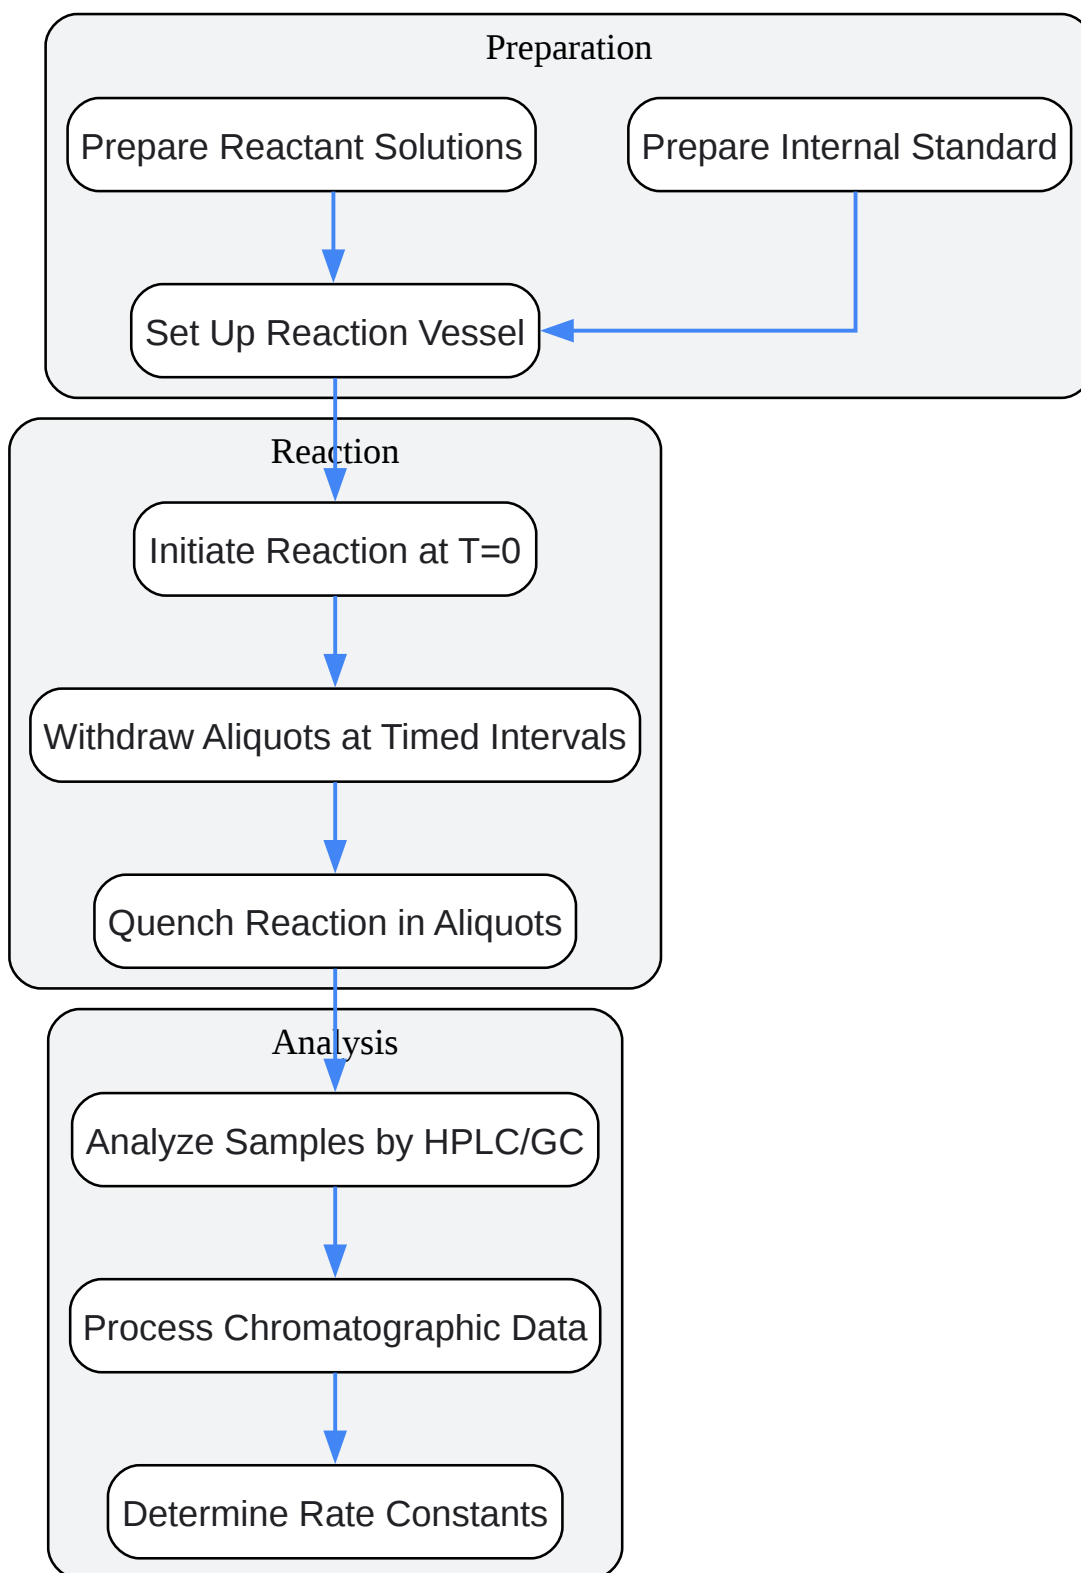 Preparation
Prepare Reactant Solutions
Prepare Internal Standard
Set Up Reaction Vessel
Reaction
Initiate Reaction at T=0
Withdraw Aliquots at Timed Intervals
Quench Reaction in Aliquots
Analysis
Analyze Samples by HPLC/GC
Process Chromatographic Data
Determine Rate Constants